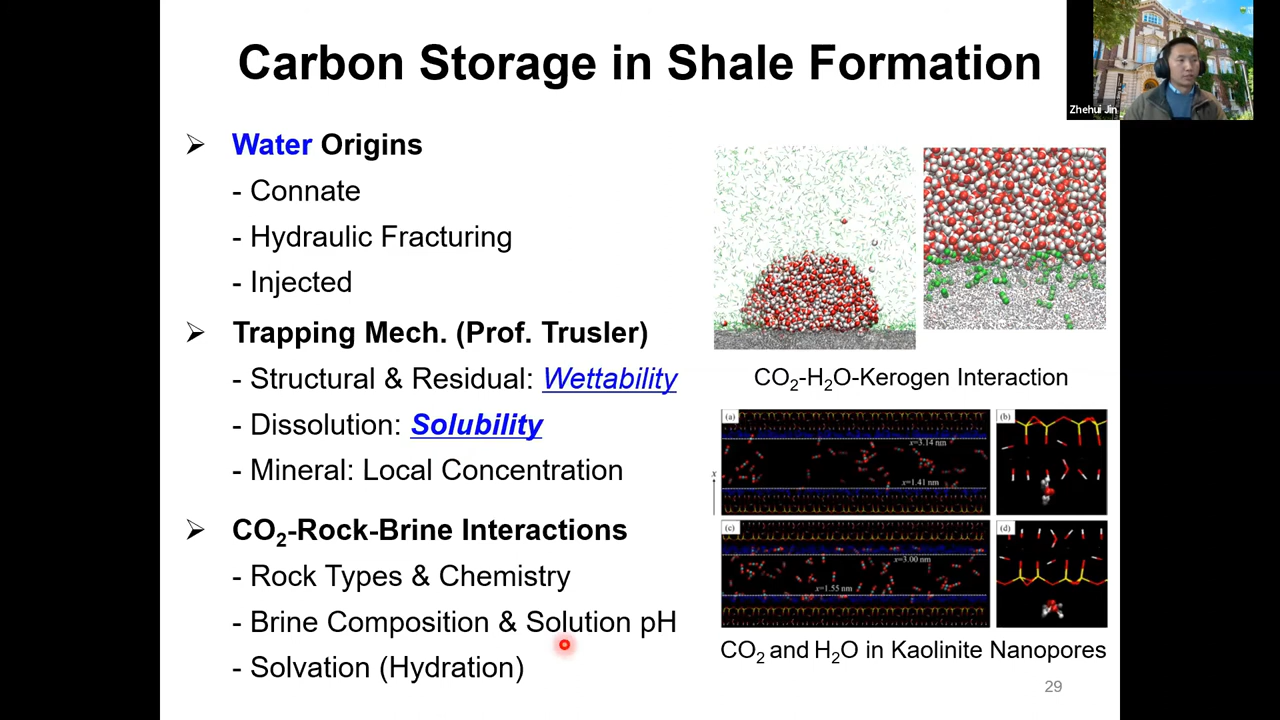 Carbon Storage in Shale Formation
Zhehui Jin
➢ Water Origins
- Connate
- Hydraulic Fracturing
- Injected
➢ Trapping Mech. (Prof. Trusler)
- Structural & Residual: Wettability
- Dissolution: Solubility
- Mineral: Local Concentration
➢ CO₂-Rock-Brine Interactions
- Rock Types & Chemistry
- Brine Composition & Solution pH
- Solvation (Hydration)
CO₂-H₂O-Kerogen Interaction
(a)
x=3.14 nm
x=1.41 nm
x
(b)
(c)
x=3.00 nm
x=1.55 nm
(d)
CO₂ and H₂O in Kaolinite Nanopores
29